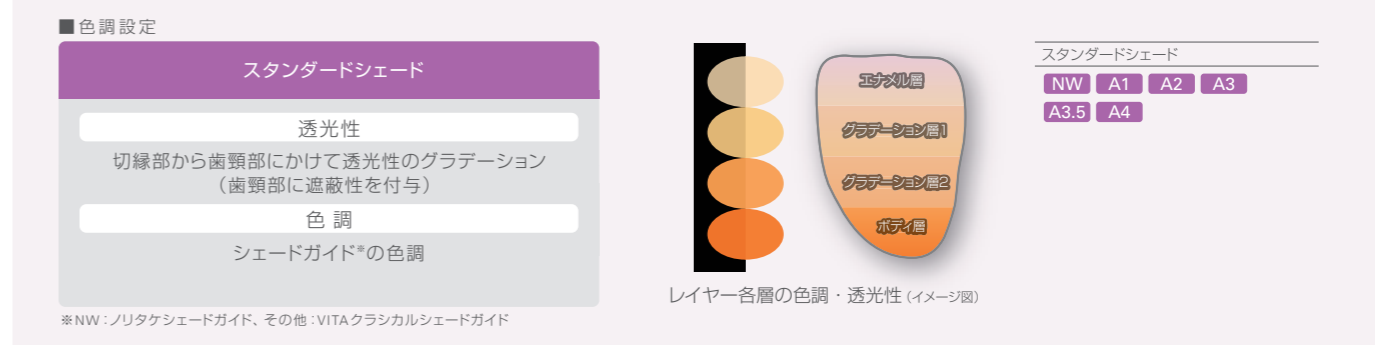 ■色調設定
スタンダードシェード
透光性
切縁部から歯頸部にかけて透光性のグラデーション
（歯頸部に遮蔽性を付与）
色 調
シェードガイド※の色調
※NW：ノリタケシェードガイド、その他：VITAクラシカルシェードガイド
エナメル層
グラデーション層1
グラデーション層2
ボディ層
レイヤー各層の色調・透光性（イメージ図）
スタンダードシェード
NW A1 A2 A3
A3.5 A4